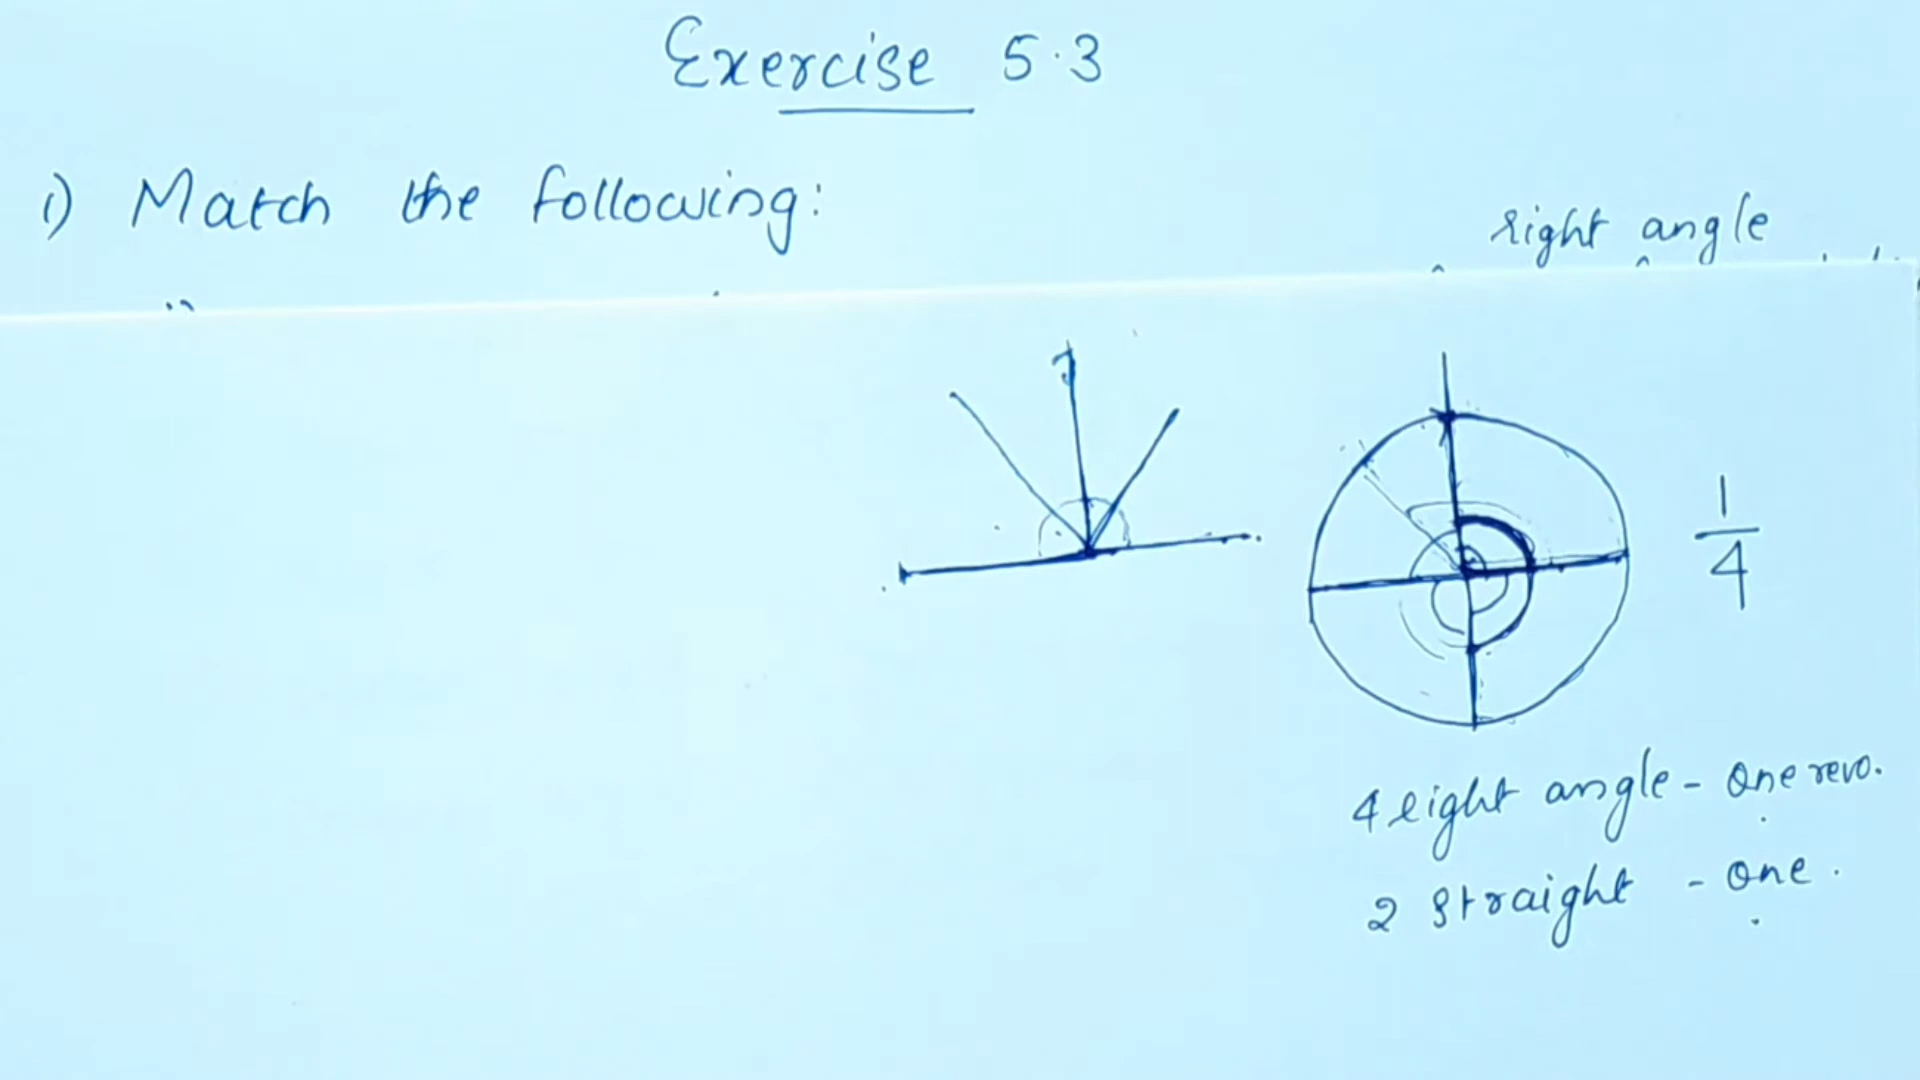 Exercise 5.3
1) Match the following:
right angle
1
4
4 right angle - one revo.
2 straight - one.